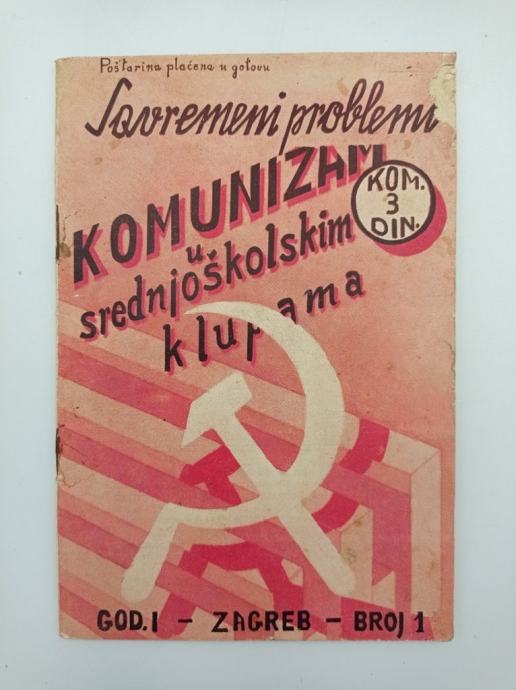 Poštarina plaćena u gotovu
Savremeni problemi
KOMUNIZAM
KOM.
3
DIN.
u
srednjoškolskim
klupama
GOD. I - ZAGREB - BROJ 1